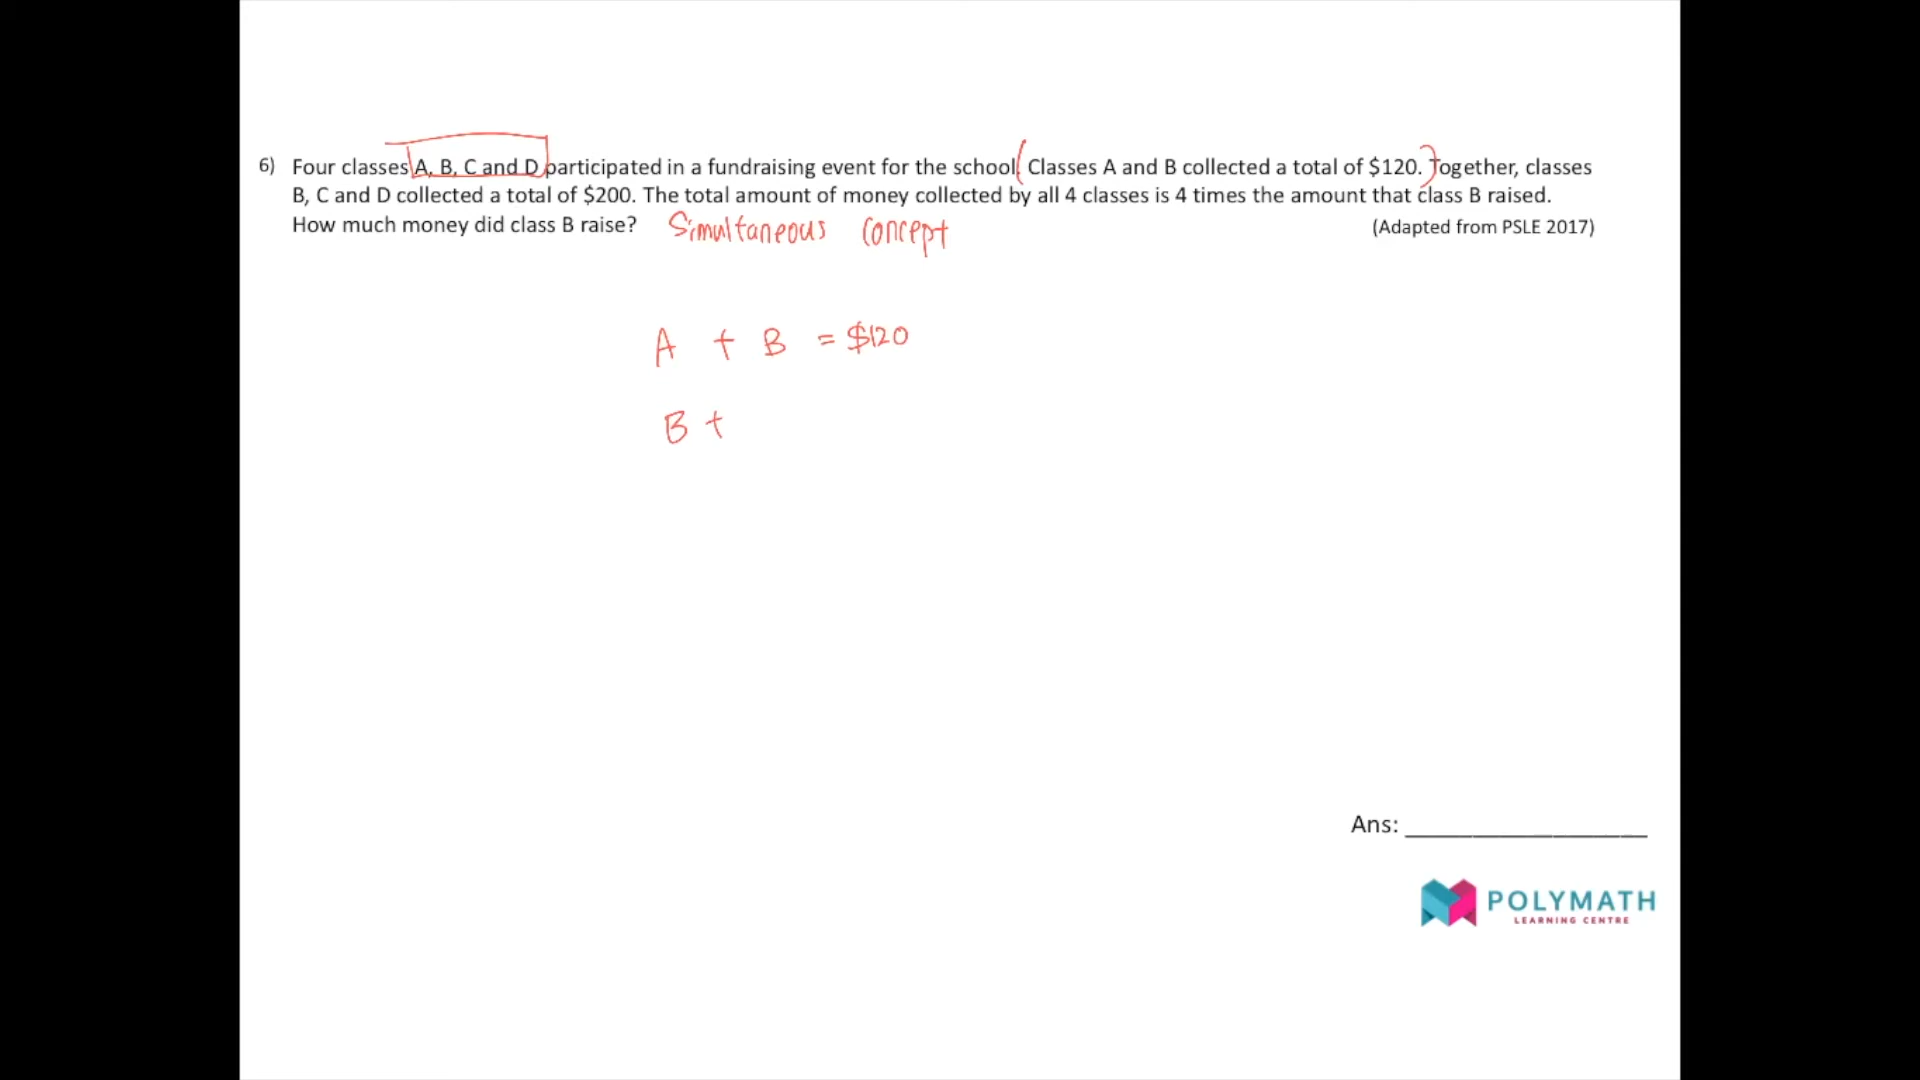 6) Four classes A, B, C and D participated in a fundraising event for the school. Classes A and B collected a total of $120. Together, classes
B, C and D collected a total of $200. The total amount of money collected by all 4 classes is 4 times the amount that class B raised.
How much money did class B raise? Simultaneous concept (Adapted from PSLE 2017)
A + B = $120
B +
Ans: ____________________
POLYMATH
LEARNING CENTRE